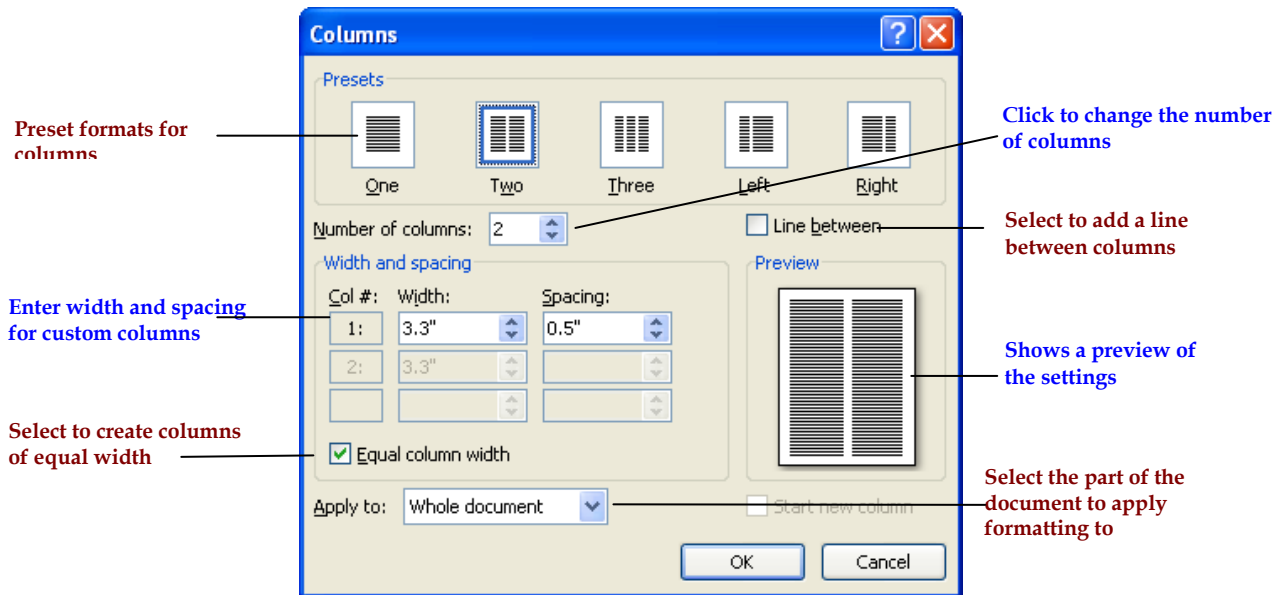 Columns
Presets
Preset formats for
columns
Click to change the number
of columns
One Two Three Left Right
Number of columns: 2
Line between
Select to add a line
between columns
Width and spacing
Preview
Enter width and spacing
for custom columns
Col #: Width: Spacing:
1: 3.3" 0.5"
2: 3.3"
Shows a preview of
the settings
Select to create columns
of equal width
Equal column width
Select the part of the
document to apply
formatting to
Apply to: Whole document
Start new column
OK Cancel